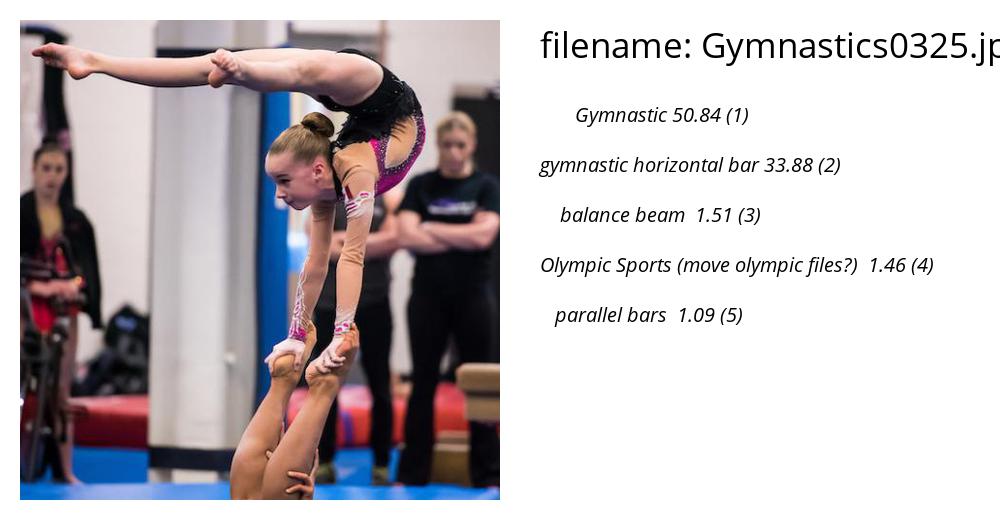 filename: Gymnastics0325.jp
Gymnastic 50.84 (1)
gymnastic horizontal bar 33.88 (2)
balance beam 1.51 (3)
Olympic Sports (move olympic files?) 1.46 (4)
parallel bars 1.09 (5)